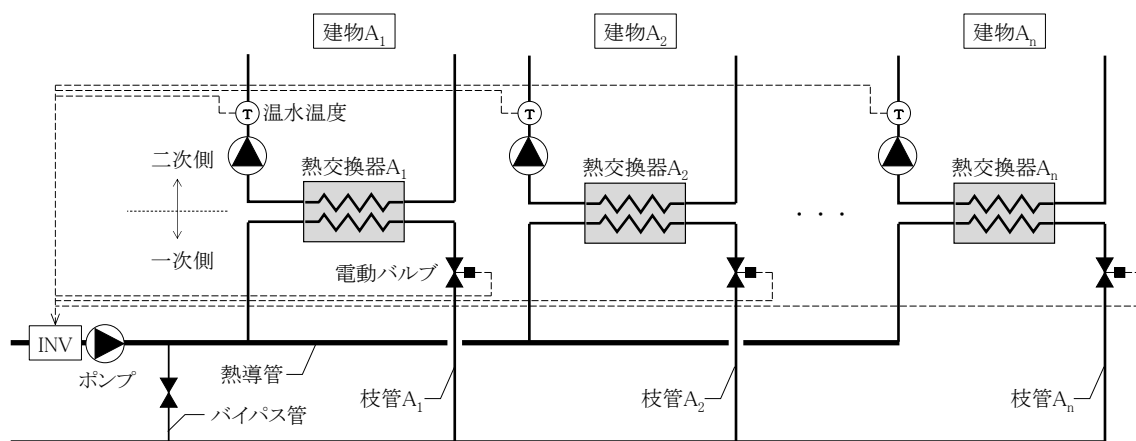 建物A₁
建物A₂
建物Aₙ
T
温水温度
T
T
二次側
熱交換器A₁
熱交換器A₂
熱交換器Aₙ
. . .
一次側
電動バルブ
INV
ポンプ
熱導管
枝管A₁
枝管A₂
枝管Aₙ
バイパス管